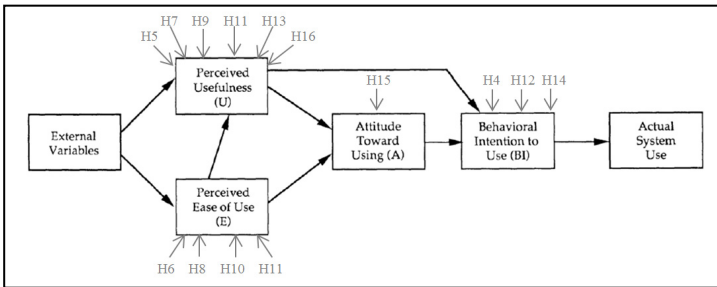 H7 H9 H11 H13
H5 H16
Perceived
Usefulness
(U)
H15
H4 H12 H14
External
Variables
Attitude
Toward
Using (A)
Behavioral
Intention to
Use (BI)
Actual
System
Use
Perceived
Ease of Use
(E)
H6 H8 H10 H11